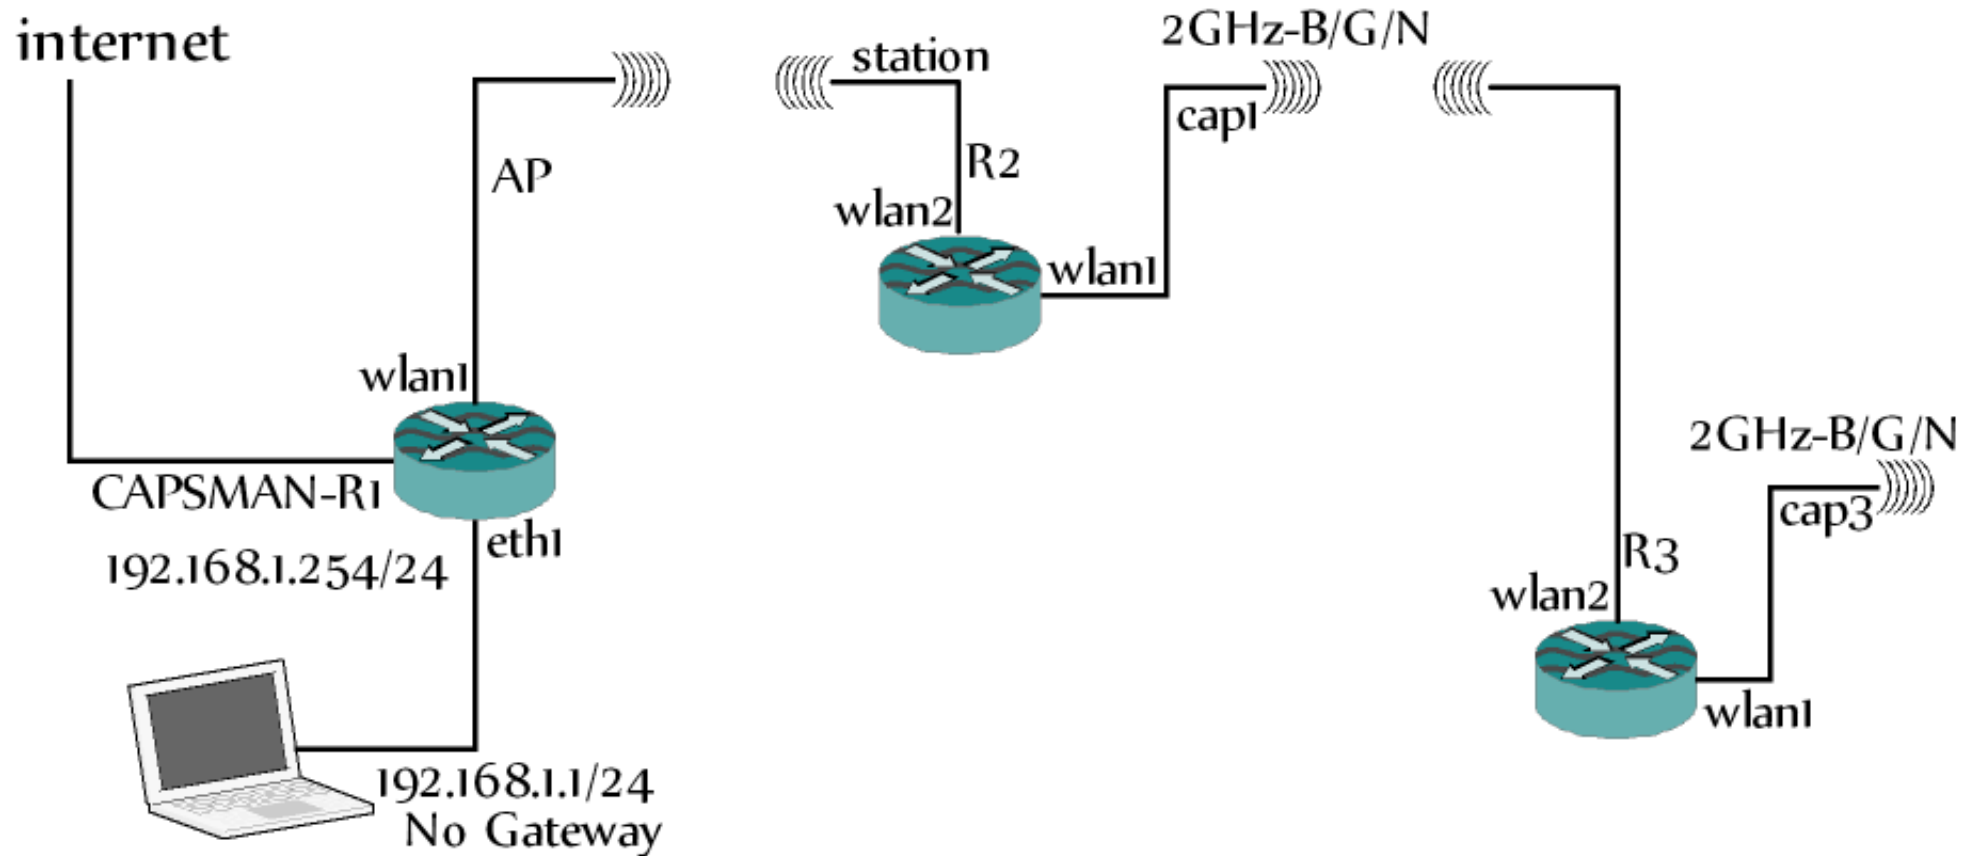 internet
2GHz-B/G/N
station
cap1
AP
R2
wlan2
wlan1
wlan1
2GHz-B/G/N
CAPSMAN-R1
cap3
eth1
192.168.1.254/24
R3
wlan2
wlan1
192.168.1.1/24
No Gateway